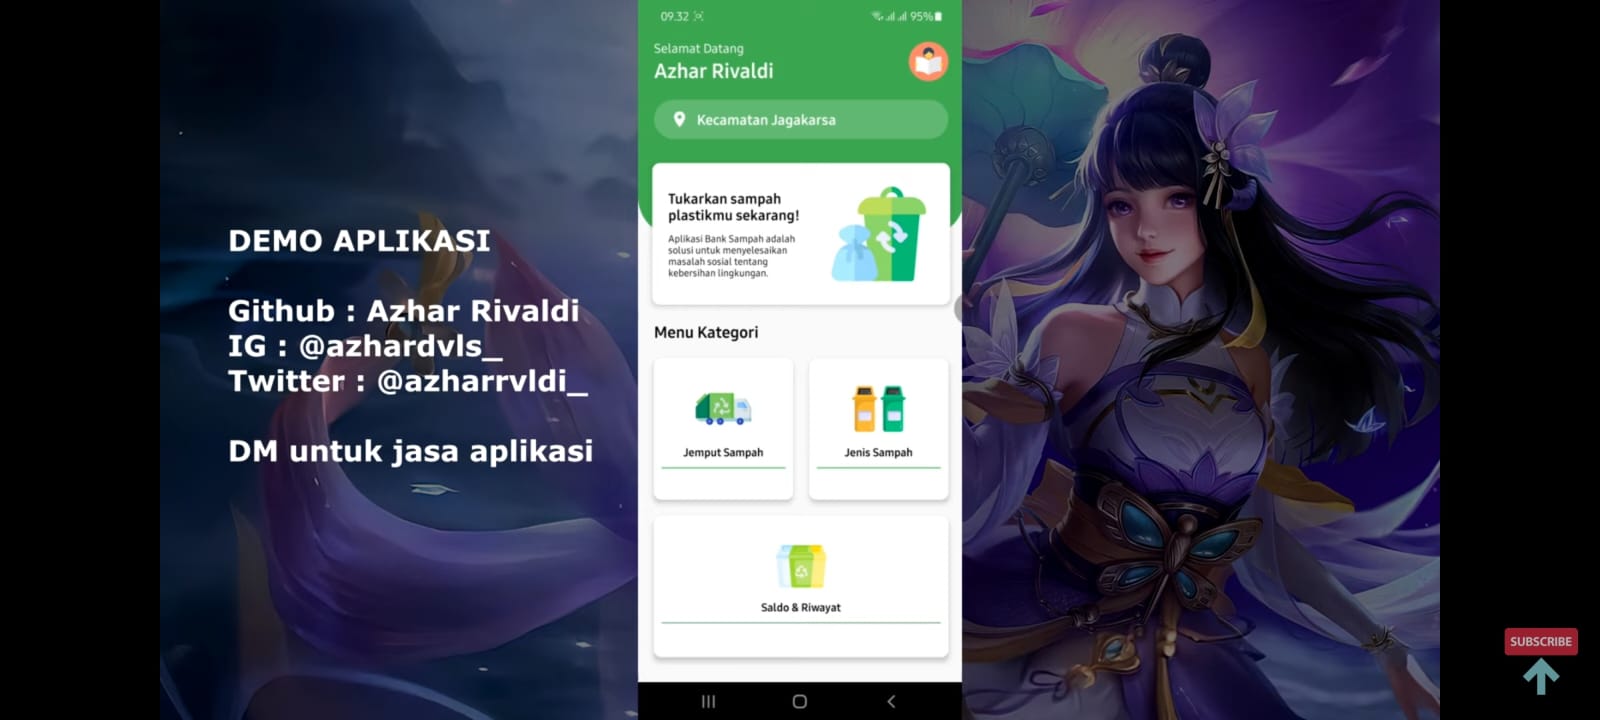 DEMO APLIKASI
Github : Azhar Rivaldi
IG : @azhardvls_
Twitter : @azharrvldi_
DM untuk jasa aplikasi
09.32
95%
Selamat Datang
Azhar Rivaldi
Kecamatan Jagakarsa
Tukarkan sampah
plastikmu sekarang!
Aplikasi Bank Sampah adalah
solusi untuk menyelesaikan
masalah sosial tentang
kebersihan lingkungan.
Menu Kategori
Jemput Sampah
Jenis Sampah
Saldo & Riwayat
SUBSCRIBE